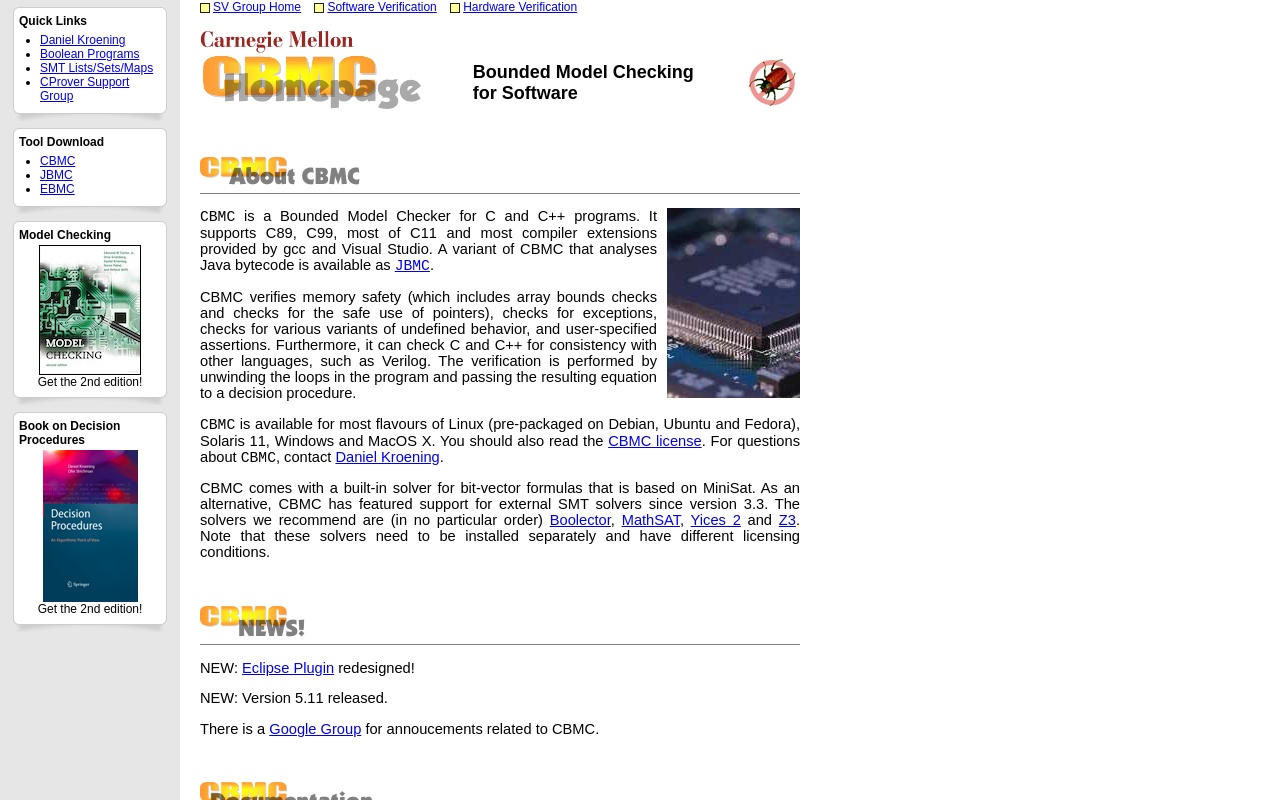 Quick Links
Daniel Kroening
Boolean Programs
SMT Lists/Sets/Maps
CProver Support
Group
Tool Download
CBMC
JBMC
EBMC
Model Checking
MODEL
CHECKING
Get the 2nd edition!
Book on Decision
Procedures
Daniel Kroening
Ofer Strichman
Decision
Procedures
An Algorithmic Point of View
Springer
Get the 2nd edition!
SV Group Home Software Verification Hardware Verification
Carnegie Mellon
CBMC
Homepage
Bounded Model Checking
for Software
CBMC
About CBMC
CBMC is a Bounded Model Checker for C and C++ programs. It
supports C89, C99, most of C11 and most compiler extensions
provided by gcc and Visual Studio. A variant of CBMC that analyses
Java bytecode is available as JBMC.
CBMC verifies memory safety (which includes array bounds checks
and checks for the safe use of pointers), checks for exceptions,
checks for various variants of undefined behavior, and user-specified
assertions. Furthermore, it can check C and C++ for consistency with
other languages, such as Verilog. The verification is performed by
unwinding the loops in the program and passing the resulting equation
to a decision procedure.
CBMC is available for most flavours of Linux (pre-packaged on Debian, Ubuntu and Fedora),
Solaris 11, Windows and MacOS X. You should also read the CBMC license. For questions
about CBMC, contact Daniel Kroening.
CBMC comes with a built-in solver for bit-vector formulas that is based on MiniSat. As an
alternative, CBMC has featured support for external SMT solvers since version 3.3. The
solvers we recommend are (in no particular order) Boolector, MathSAT, Yices 2 and Z3.
Note that these solvers need to be installed separately and have different licensing
conditions.
CBMC
NEWS!
NEW: Eclipse Plugin redesigned!
NEW: Version 5.11 released.
There is a Google Group for annoucements related to CBMC.
CBMC
Documentation